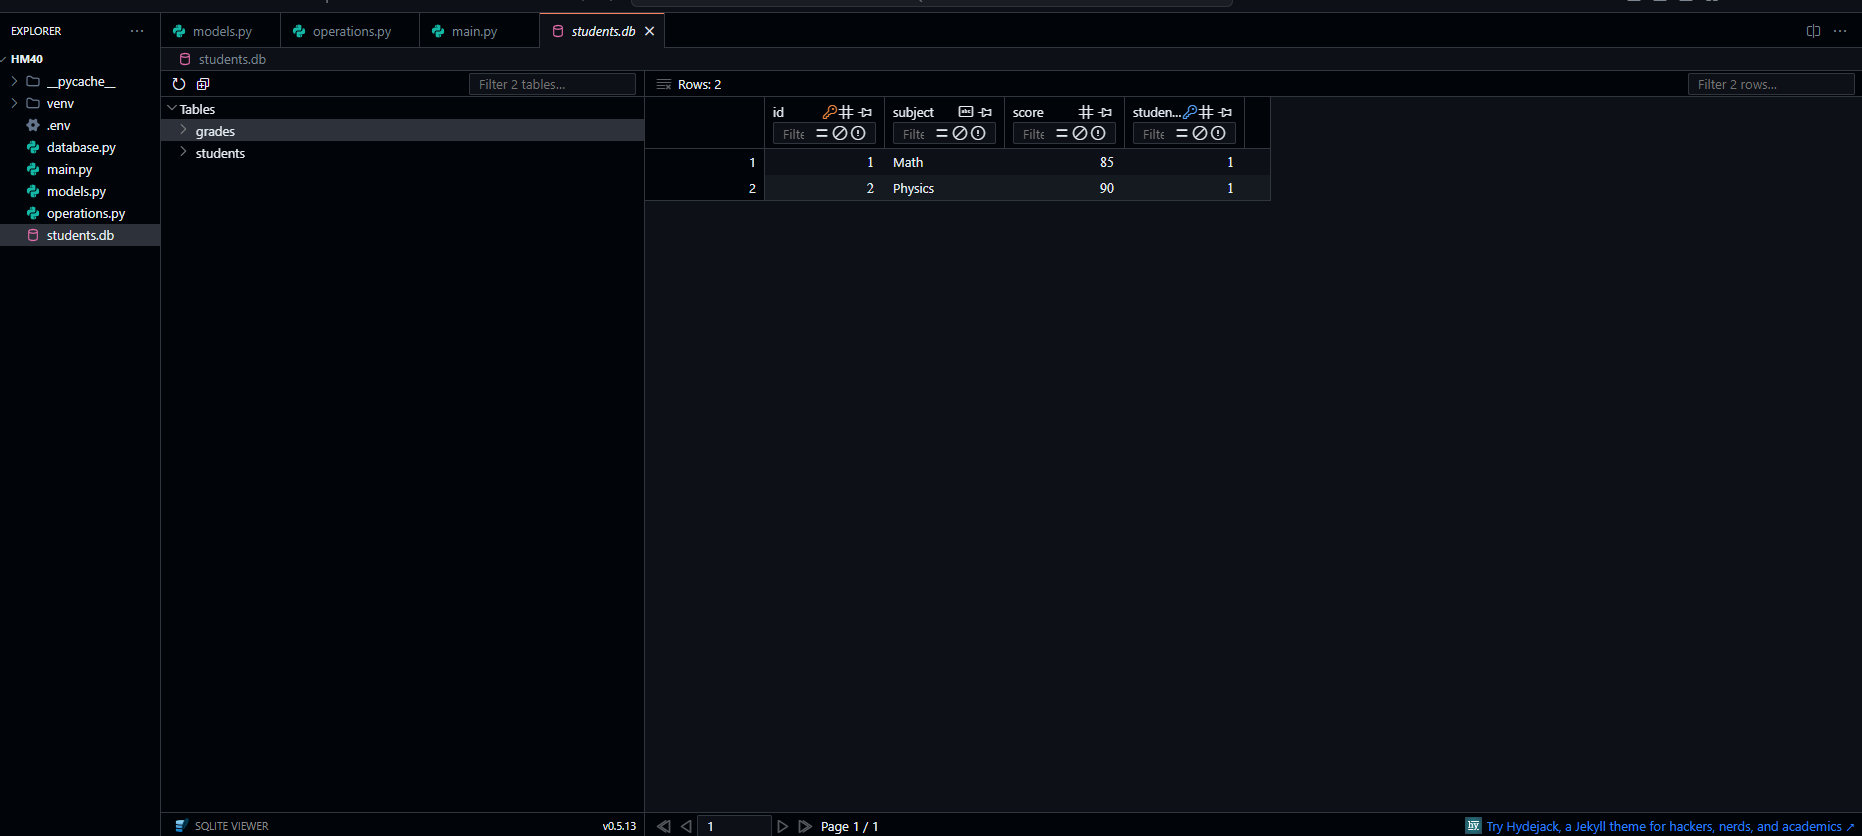 EXPLORER
HM40
__pycache__
venv
.env
database.py
main.py
models.py
operations.py
students.db
models.py operations.py main.py students.db
students.db
Filter 2 tables...
Tables
grades
students
SQLITE VIEWER v0.5.13
Rows: 2 Filter 2 rows...
id subject score studen...
Filte Filte Filte Filte
1 1 Math 85 1
2 2 Physics 90 1
1 Page 1 / 1
hy Try Hydejack, a Jekyll theme for hackers, nerds, and academics ↗